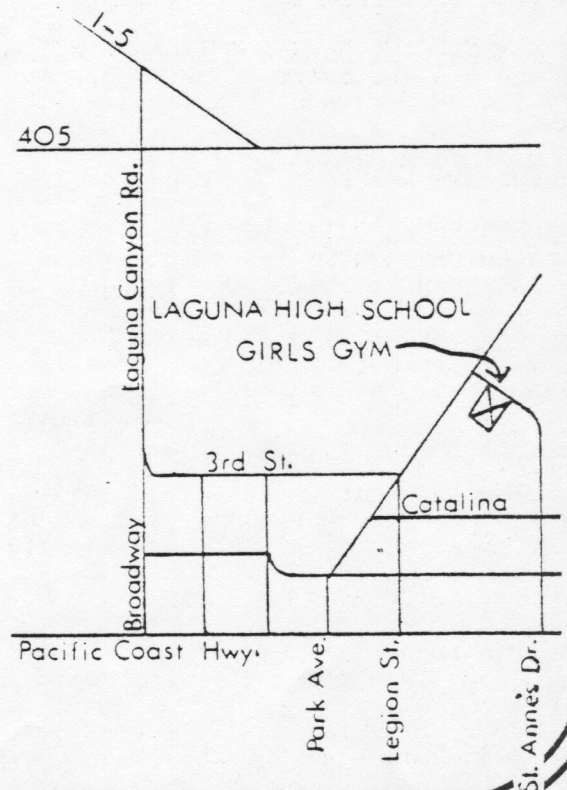 I-5
405
Laguna Canyon Rd.
LAGUNA HIGH SCHOOL
GIRLS GYM
3rd St.
Catalina
Broadway
Pacific Coast Hwy.
Park Ave.
Legion St.
St. Anne's Dr.